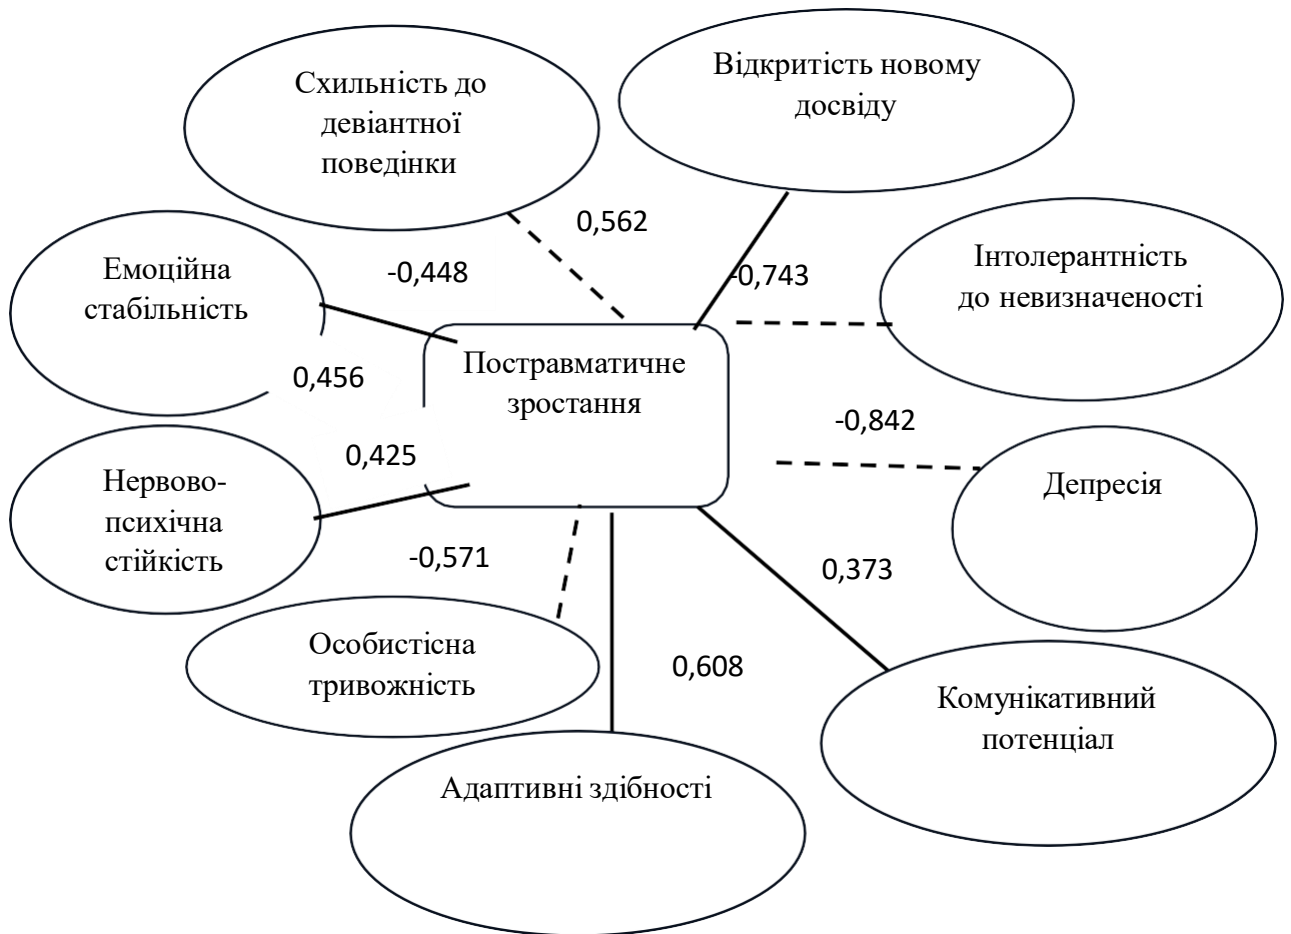 Схильність до
девіантної
поведінки
Відкритість новому
досвіду
0,562
-0,448
-0,743
Емоційна
стабільність
Інтолерантність
до невизначеності
0,456
Постравматичне
зростання
-0,842
0,425
Нервово-
психічна
стійкість
Депресія
-0,571
0,373
Особистісна
тривожність
0,608
Комунікативний
потенціал
Адаптивні здібності